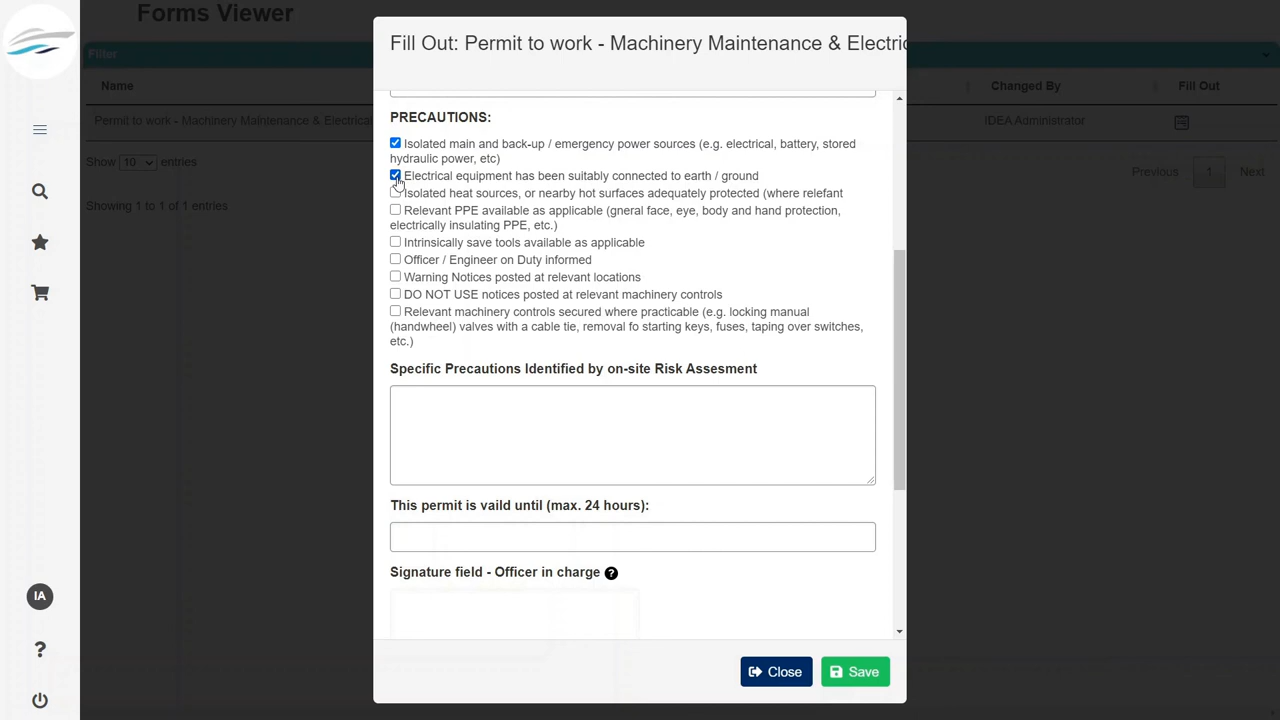 Forms Viewer
Fill Out: Permit to work - Machinery Maintenance & Electric
Filter
Name
Changed By
Fill Out
Permit to work - Machinery Maintenance & Electrical
IDEA Administrator
Show 10 entries
Previous 1 Next
Showing 1 to 1 of 1 entries
PRECAUTIONS:
Isolated main and back-up / emergency power sources (e.g. electrical, battery, stored
hydraulic power, etc)
Electrical equipment has been suitably connected to earth / ground
Isolated heat sources, or nearby hot surfaces adequately protected (where relefant
Relevant PPE available as applicable (gneral face, eye, body and hand protection,
electrically insulating PPE, etc.)
Intrinsically save tools available as applicable
Officer / Engineer on Duty informed
Warning Notices posted at relevant locations
DO NOT USE notices posted at relevant machinery controls
Relevant machinery controls secured where practicable (e.g. locking manual
(handwheel) valves with a cable tie, removal fo starting keys, fuses, taping over switches,
etc.)
Specific Precautions Identified by on-site Risk Assesment
This permit is vaild until (max. 24 hours):
Signature field - Officer in charge ?
IA
?
Close
Save